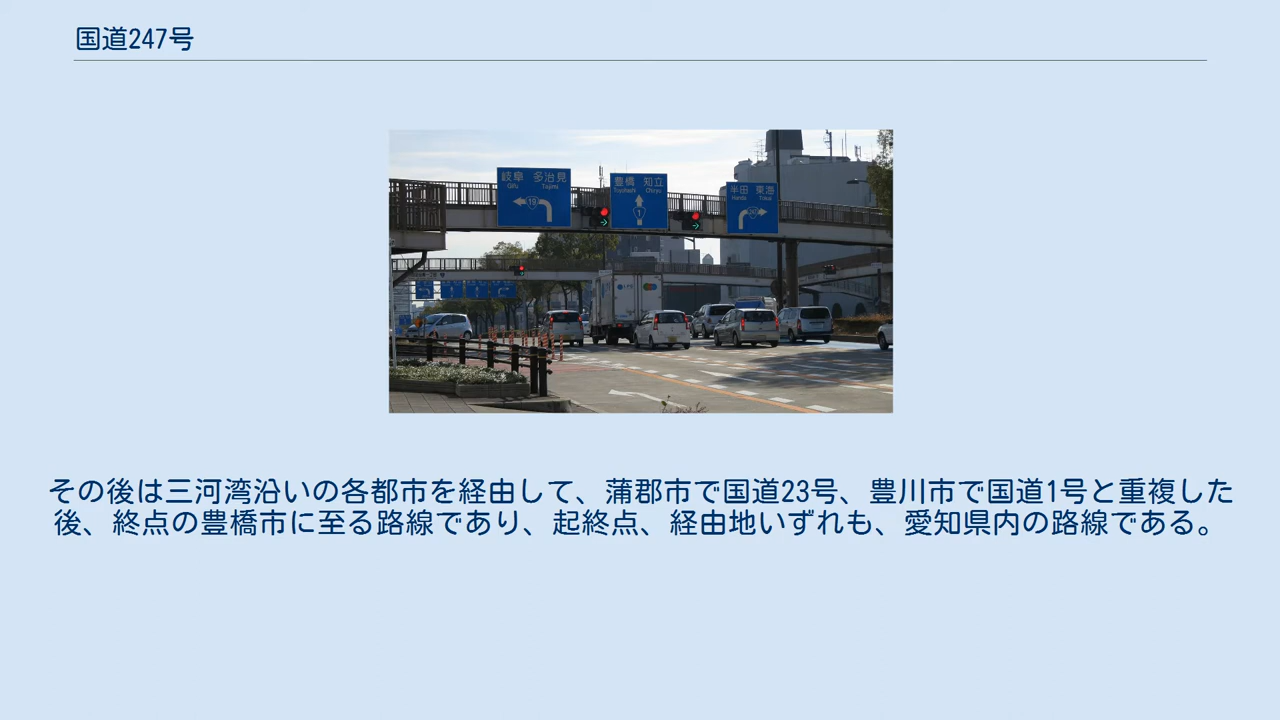 国道247号
岐阜 多治見
Gifu Tajimi
19
豊橋 知立
Toyohashi Chiryu
1
半田 東海
Handa Tokai
247
その後は三河湾沿いの各都市を経由して、蒲郡市で国道23号、豊川市で国道1号と重複した
後、終点の豊橋市に至る路線であり、起終点、経由地いずれも、愛知県内の路線である。